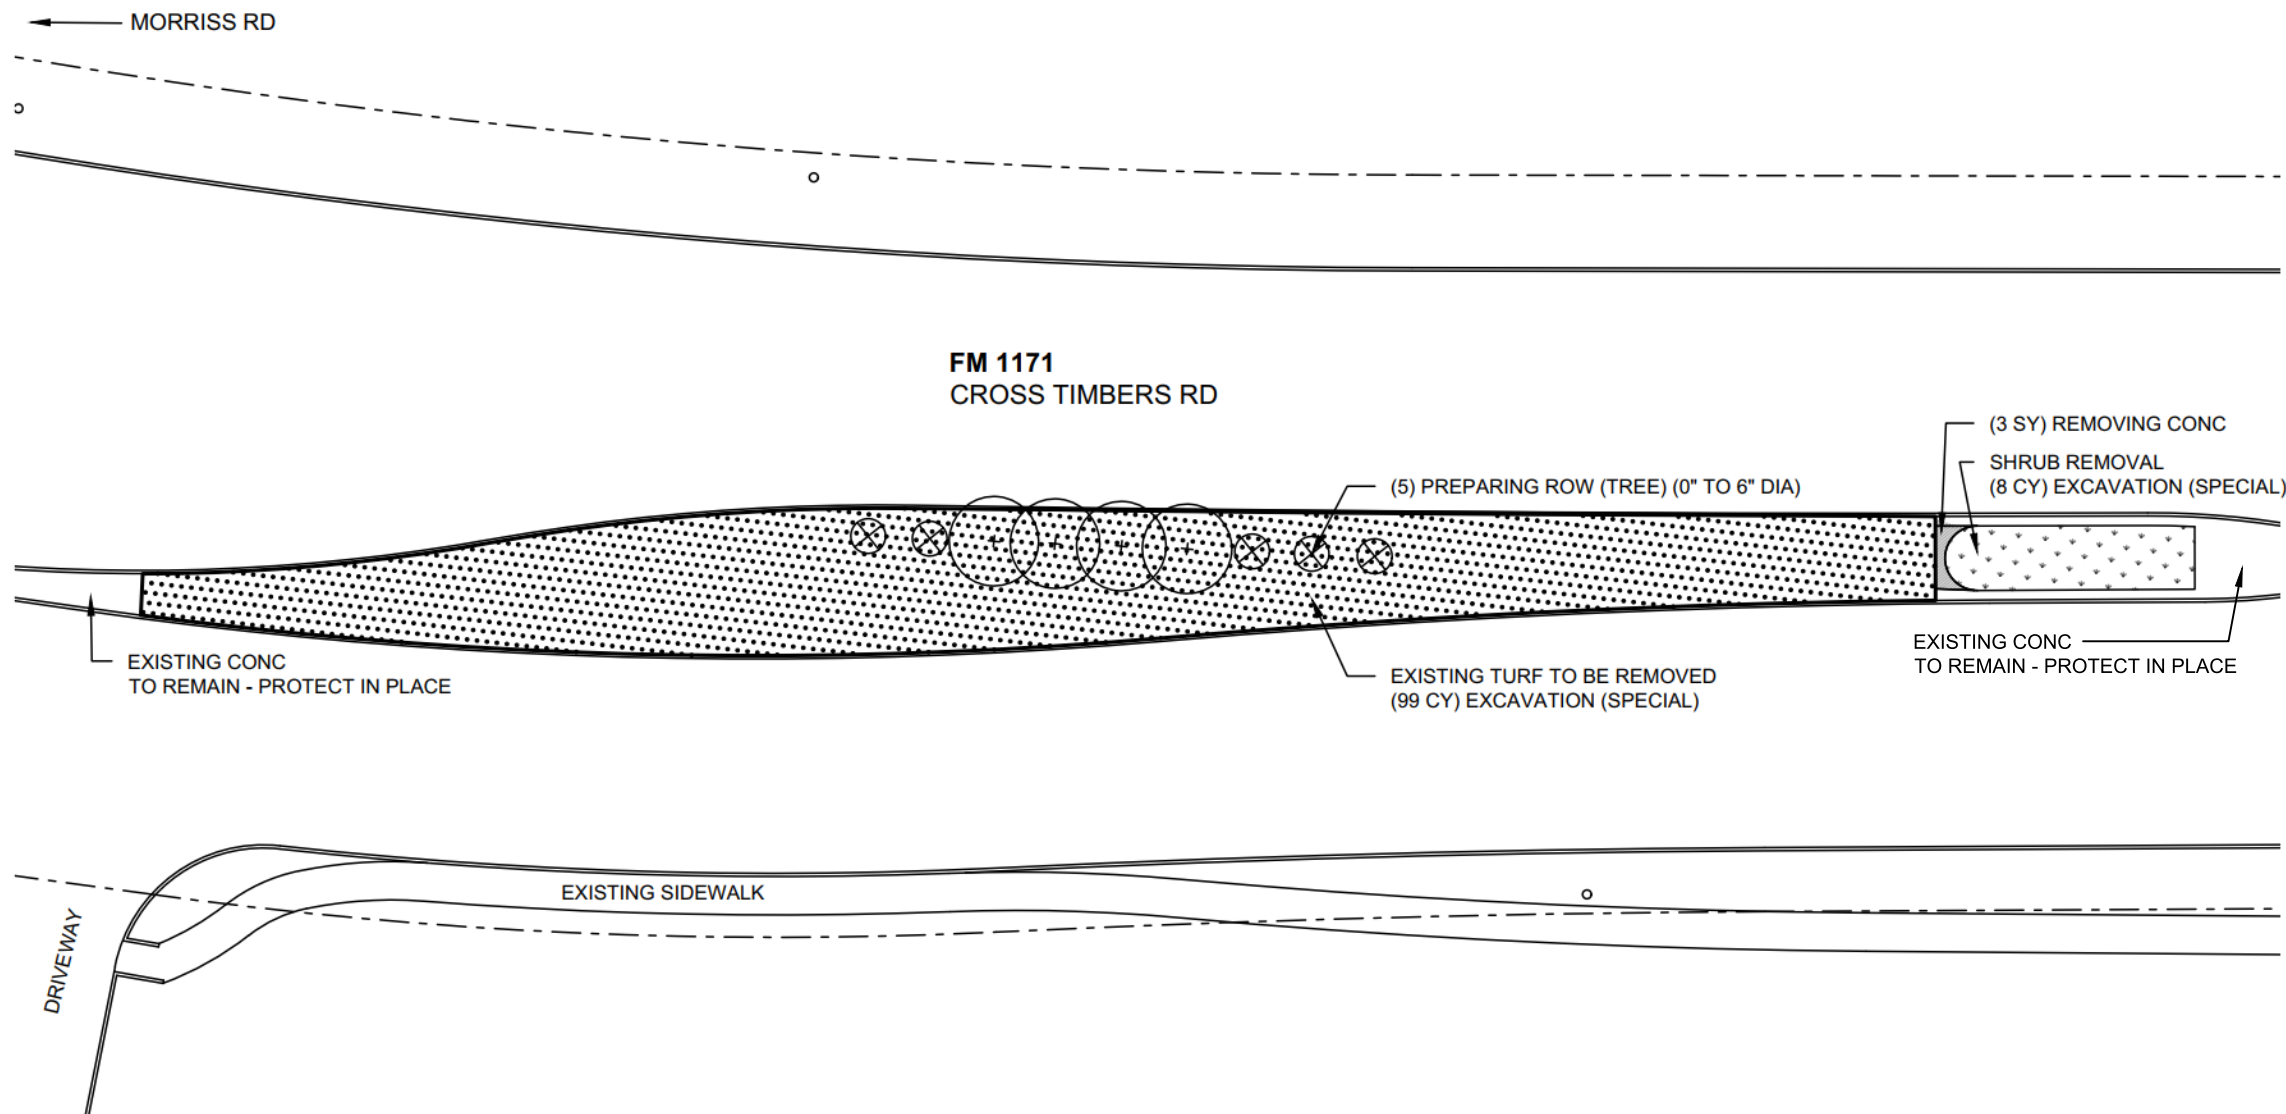 MORRISS RD
FM 1171
CROSS TIMBERS RD
(3 SY) REMOVING CONC
SHRUB REMOVAL
(8 CY) EXCAVATION (SPECIAL)
(5) PREPARING ROW (TREE) (0" TO 6" DIA)
EXISTING CONC
TO REMAIN - PROTECT IN PLACE
EXISTING CONC
TO REMAIN - PROTECT IN PLACE
EXISTING TURF TO BE REMOVED
(99 CY) EXCAVATION (SPECIAL)
EXISTING SIDEWALK
DRIVEWAY